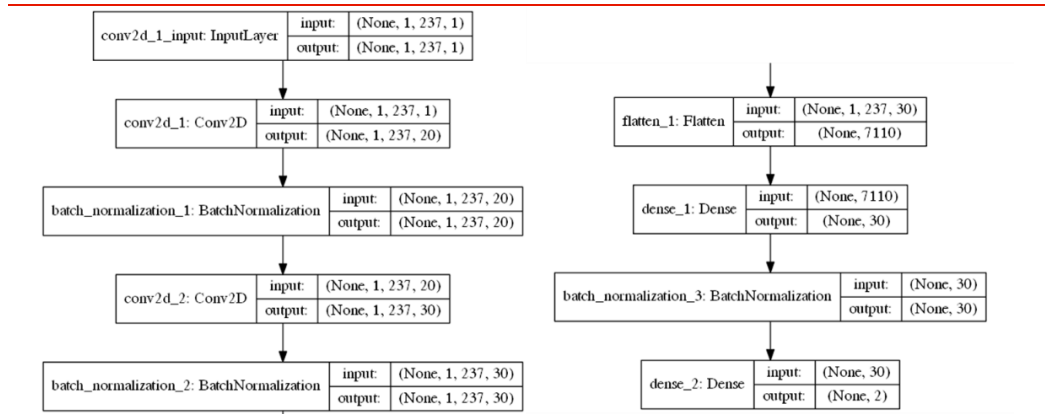 conv2d_1_input: InputLayer
input: (None, 1, 237, 1)
output: (None, 1, 237, 1)
conv2d_1: Conv2D
input: (None, 1, 237, 1)
output: (None, 1, 237, 20)
batch_normalization_1: BatchNormalization
input: (None, 1, 237, 20)
output: (None, 1, 237, 20)
conv2d_2: Conv2D
input: (None, 1, 237, 20)
output: (None, 1, 237, 30)
batch_normalization_2: BatchNormalization
input: (None, 1, 237, 30)
output: (None, 1, 237, 30)
flatten_1: Flatten
input: (None, 1, 237, 30)
output: (None, 7110)
dense_1: Dense
input: (None, 7110)
output: (None, 30)
batch_normalization_3: BatchNormalization
input: (None, 30)
output: (None, 30)
dense_2: Dense
input: (None, 30)
output: (None, 2)